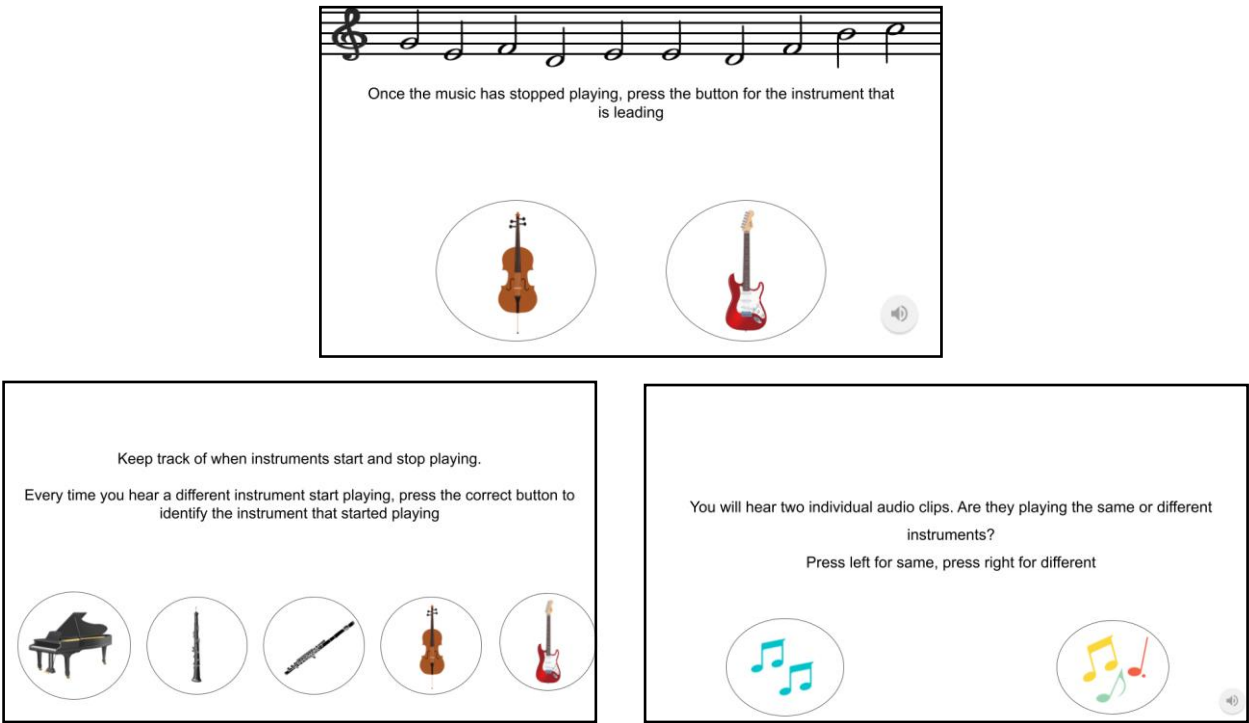 Once the music has stopped playing, press the button for the instrument that
is leading
Keep track of when instruments start and stop playing.
Every time you hear a different instrument start playing, press the correct button to
identify the instrument that started playing
You will hear two individual audio clips. Are they playing the same or different
instruments?
Press left for same, press right for different